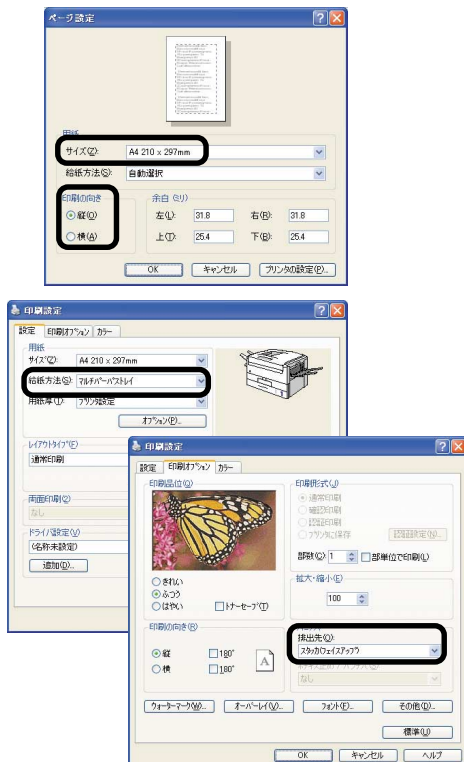 ページ設定
用紙
サイズ(Z): A4 210 x 297mm
給紙方法(S): 自動選択
印刷の向き
縦(O)
横(A)
余白(ミリ)
左(L): 31.8 右(R): 31.8
上(T): 25.4 下(B): 25.4
OK キャンセル プリンタの設定(P)...
印刷設定
設定 印刷オプション カラー
用紙
サイズ(Z): A4 210 x 297mm
給紙方法(S): マルチパーパストレイ
用紙厚(T): プリンタ設定
オプション(P)...
レイアウトタイプ(E)
通常印刷
両面印刷(2)
なし
ドライバ設定(V)
(名称未設定)
追加(D)...
印刷設定
設定 印刷オプション カラー
印刷品位(Q)
きれい
ふつう
はやい トナーセーブ(T)
印刷形式(J)
通常印刷
確認印刷
認証印刷
プリンタに保存 認証設定(N)...
部数(C) 1 部単位で印刷(L)
拡大・縮小(E)
100
印刷の向き(R)
縦 180°
横 180°
A
排出先(O):
スタッカ(フェイスアップ)
なし
ウォーターマーク(W)... オーバーレイ(V)... フォント(F)... その他(D)...
標準(U)
OK キャンセル ヘルプ